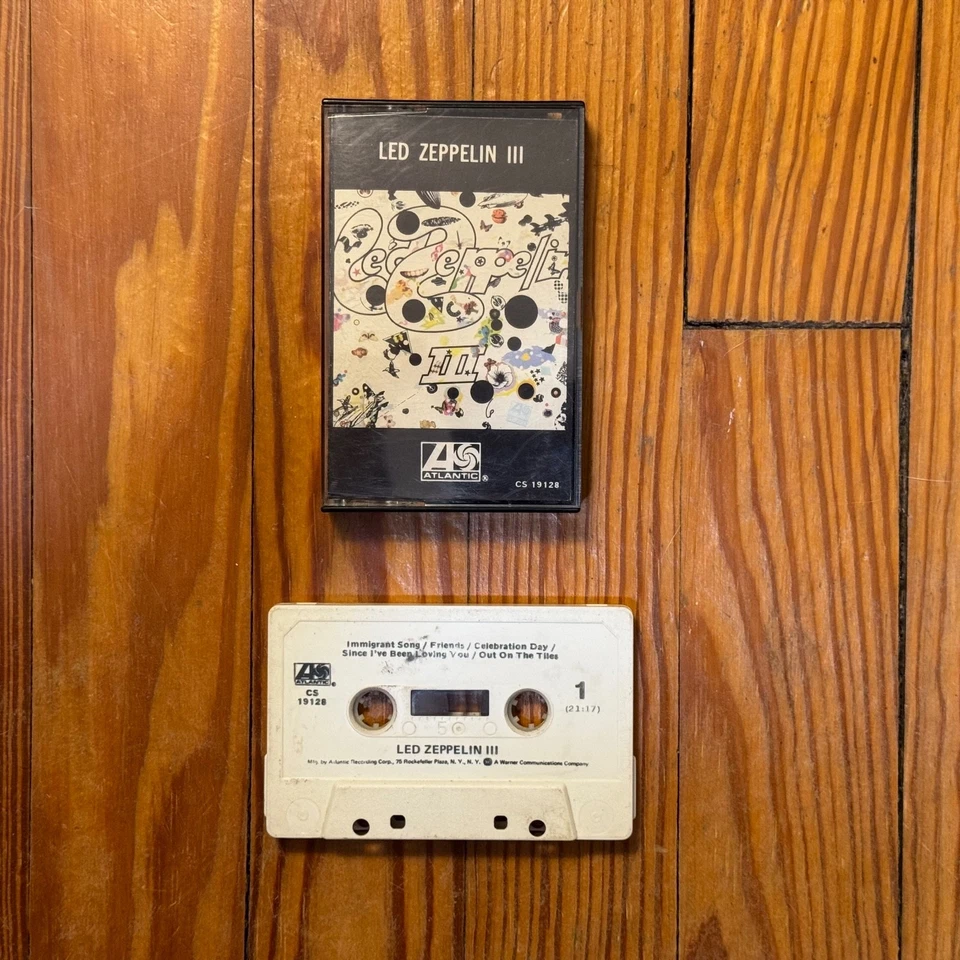 LED ZEPPELIN III
Led Zeppelin
III
ATLANTIC®
CS 19128
Immigrant Song / Friends / Celebration Day /
Since I've Been Loving You / Out On The Tiles
ATLANTIC®
CS
19128
1
(21:17)
50
LED ZEPPELIN III
Mfg. by Atlantic Recording Corp., 75 Rockefeller Plaza, N. Y., N. Y. A Warner Communications Company